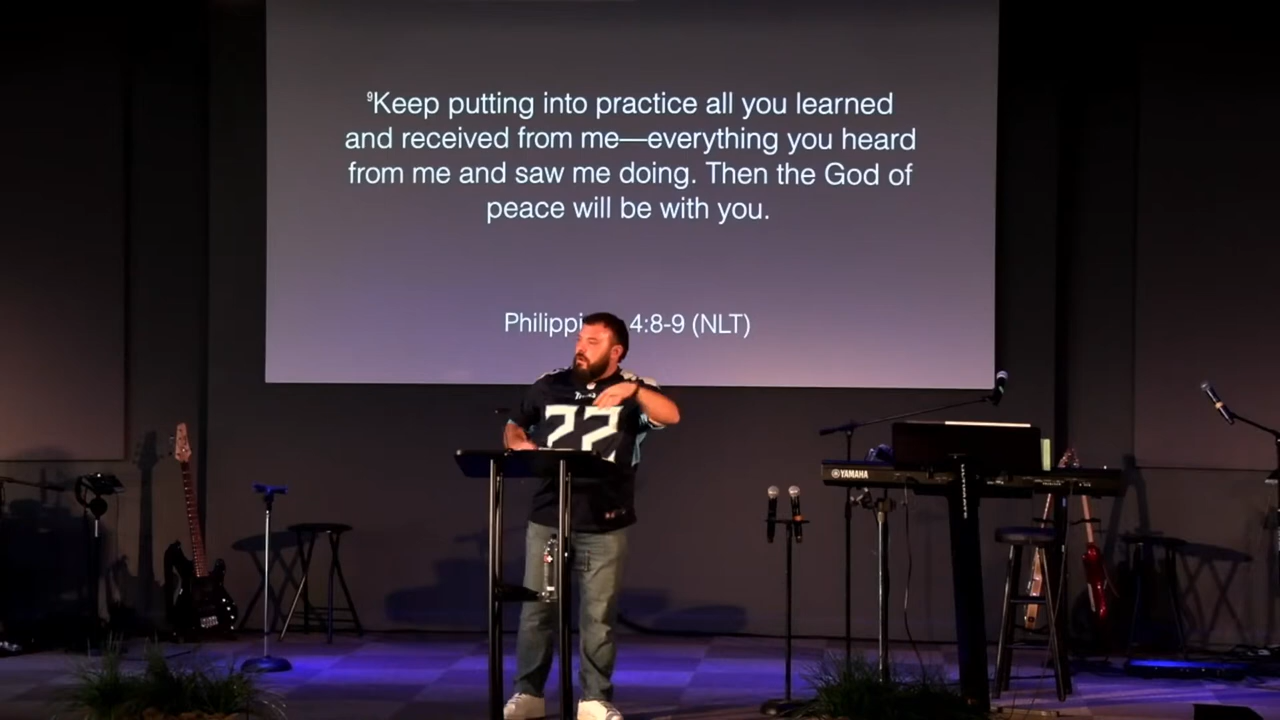 ⁹Keep putting into practice all you learned
and received from me—everything you heard
from me and saw me doing. Then the God of
peace will be with you.
Philippi 4:8-9 (NLT)
22
YAMAHA